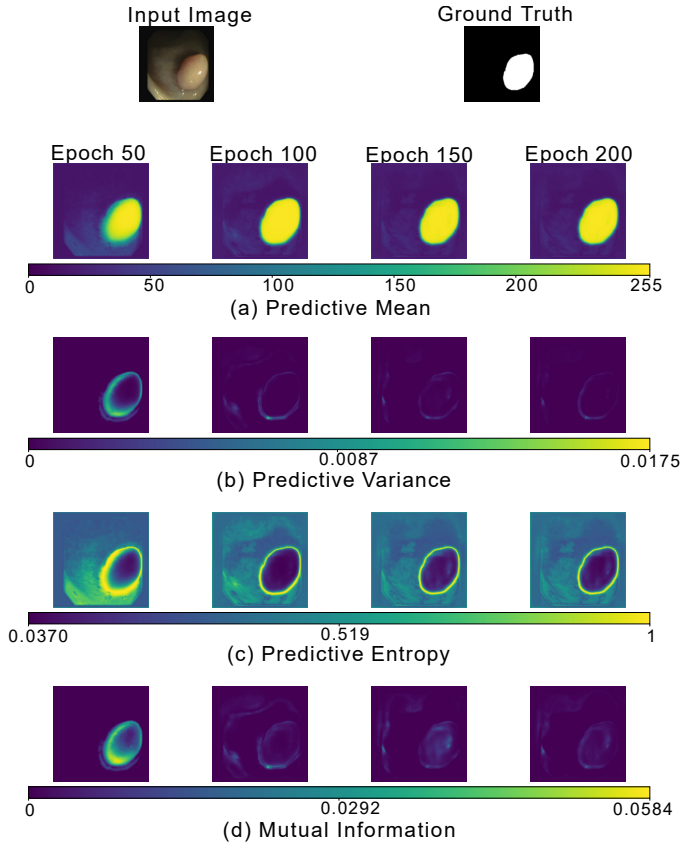 Input Image Ground Truth
Epoch 50 Epoch 100 Epoch 150 Epoch 200
0 50 100 150 200 255
(a) Predictive Mean
0 0.0087 0.0175
(b) Predictive Variance
0.0370 0.519 1
(c) Predictive Entropy
0 0.0292 0.0584
(d) Mutual Information